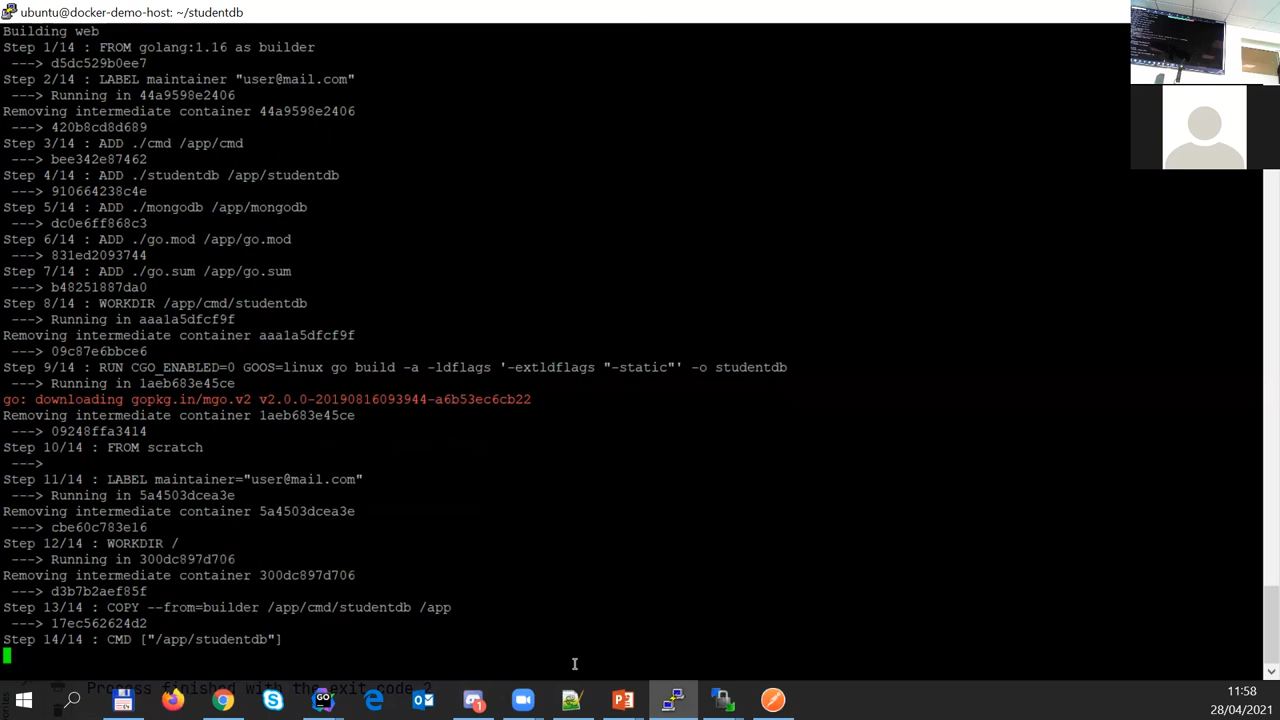 ubuntu@docker-demo-host: ~/studentdb
Building web
Step 1/14 : FROM golang:1.16 as builder
---> d5dc529b0ee7
Step 2/14 : LABEL maintainer "user@mail.com"
---> Running in 44a9598e2406
Removing intermediate container 44a9598e2406
---> 420b8cd8d689
Step 3/14 : ADD ./cmd /app/cmd
---> bee342e87462
Step 4/14 : ADD ./studentdb /app/studentdb
---> 910664238c4e
Step 5/14 : ADD ./mongodb /app/mongodb
---> dc0e6ff868c3
Step 6/14 : ADD ./go.mod /app/go.mod
---> 831ed2093744
Step 7/14 : ADD ./go.sum /app/go.sum
---> b48251887da0
Step 8/14 : WORKDIR /app/cmd/studentdb
---> Running in aaa1a5dfcf9f
Removing intermediate container aaa1a5dfcf9f
---> 09c87e6bbce6
Step 9/14 : RUN CGO_ENABLED=0 GOOS=linux go build -a -ldflags '-extldflags "-static"' -o studentdb
---> Running in 1aeb683e45ce
go: downloading gopkg.in/mgo.v2 v2.0.0-20190816093944-a6b53ec6cb22
Removing intermediate container 1aeb683e45ce
---> 09248ffa3414
Step 10/14 : FROM scratch
--->
Step 11/14 : LABEL maintainer="user@mail.com"
---> Running in 5a4503dcea3e
Removing intermediate container 5a4503dcea3e
---> cbe60c783e16
Step 12/14 : WORKDIR /
---> Running in 300dc897d706
Removing intermediate container 300dc897d706
---> d3b7b2aef85f
Step 13/14 : COPY --from=builder /app/cmd/studentdb /app
---> 17ec562624d2
Step 14/14 : CMD ["/app/studentdb"]
Process finished with the exit code 2
11:58
28/04/2021